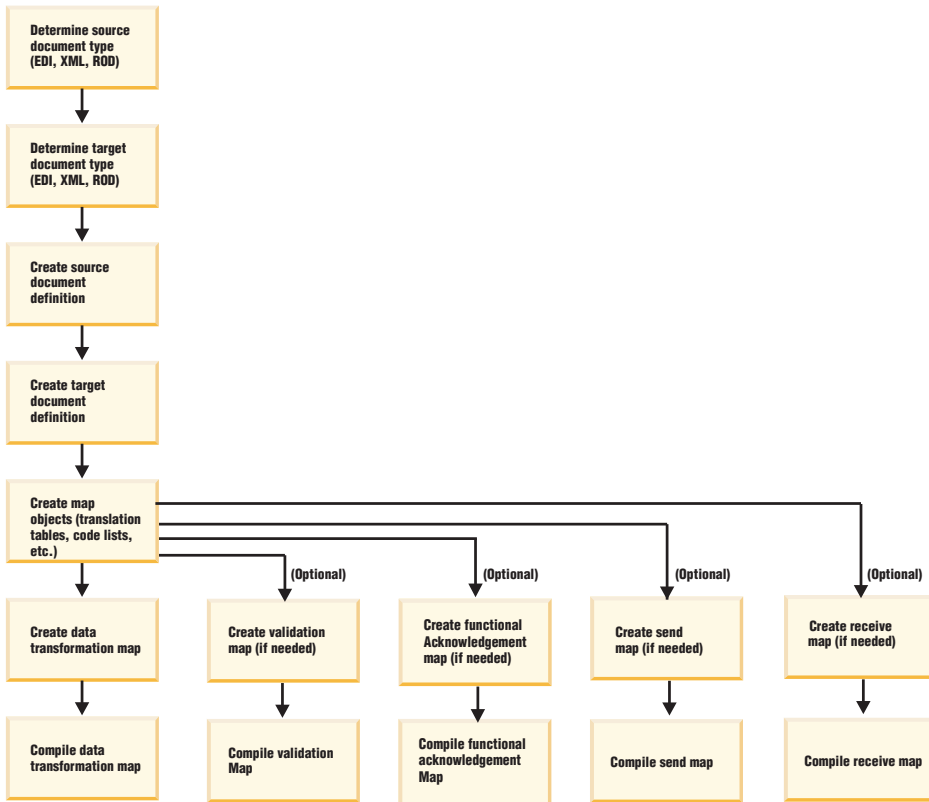 Determine source
document type
(EDI, XML, ROD)
Determine target
document type
(EDI, XML, ROD)
Create source
document
definition
Create target
document
definition
Create map
objects (translation
tables, code lists,
etc.)
(Optional)
(Optional)
(Optional)
(Optional)
Create data
transformation map
Create validation
map (if needed)
Create functional
Acknowledgement
map (if needed)
Create send
map (if needed)
Create receive
map (if needed)
Compile data
transformation map
Compile validation
Map
Compile functional
acknowledgement
Map
Compile send map
Compile receive map